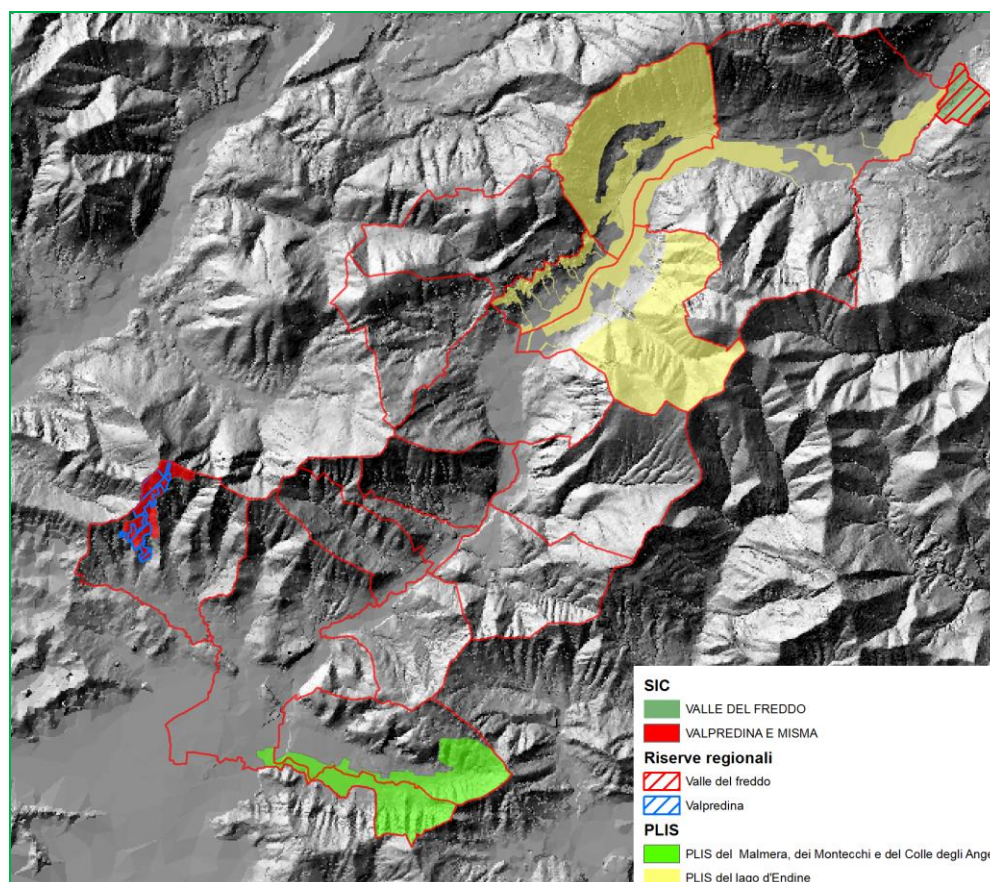 SIC
VALLE DEL FREDDO
VALPREDINA E MISMA
Riserve regionali
Valle del freddo
Valpredina
PLIS
PLIS del Malmera, dei Montecchi e del Colle degli Ange
PLIS del lago d'Endine